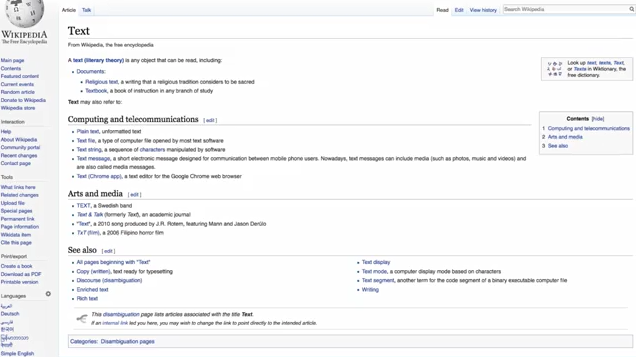 WIKIPEDIA
The Free Encyclopedia
Main page
Contents
Featured content
Current events
Random article
Donate to Wikipedia
Wikipedia store
Interaction
Help
About Wikipedia
Community portal
Recent changes
Contact page
Tools
What links here
Related changes
Upload file
Special pages
Permanent link
Page information
Wikidata item
Cite this page
Print/export
Create a book
Download as PDF
Printable version
Languages
العربية
Deutsch
فارسی
한국어
Simple English
Article Talk
Read Edit View history Search Wikipedia
Text
From Wikipedia, the free encyclopedia
A text (literary theory) is any object that can be read, including:
Documents:
Religious text, a writing that a religious tradition considers to be sacred
Textbook, a book of instruction in any branch of study
Text may also refer to:
Look up text, texts, Text,
or Texts in Wiktionary, the
free dictionary.
Contents [hide]
1 Computing and telecommunications
2 Arts and media
3 See also
Computing and telecommunications [ edit ]
Plain text, unformatted text
Text file, a type of computer file opened by most text software
Text string, a sequence of characters manipulated by software
Text message, a short electronic message designed for communication between mobile phone users. Nowadays, text messages can include media (such as photos, music and videos) and
are also called media messages.
Text (Chrome app), a text editor for the Google Chrome web browser
Arts and media [ edit ]
TEXT, a Swedish band
Text & Talk (formerly Text), an academic journal
"Text", a 2010 song produced by J.R. Rotem, featuring Mann and Jason Derülo
TxT (film), a 2006 Filipino horror film
See also [ edit ]
All pages beginning with "Text"
Copy (written), text ready for typesetting
Discourse (disambiguation)
Enriched text
Rich text
Text display
Text mode, a computer display mode based on characters
Text segment, another term for the code segment of a binary executable computer file
Writing
This disambiguation page lists articles associated with the title Text.
If an internal link led you here, you may wish to change the link to point directly to the intended article.
Categories: Disambiguation pages